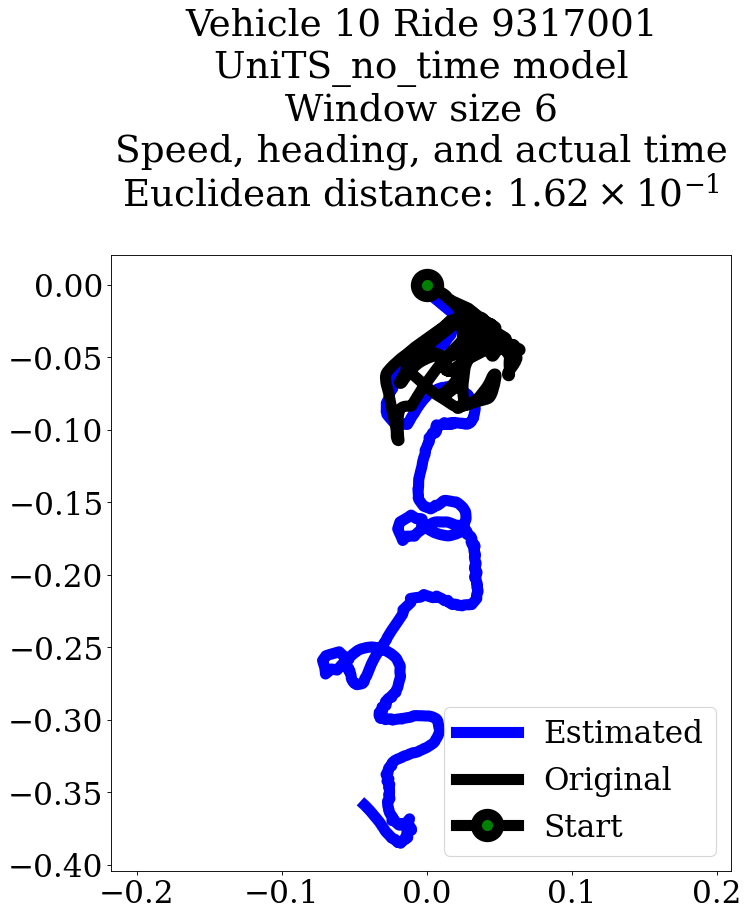 Vehicle 10 Ride 9317001
UniTS_no_time model
Window size 6
Speed, heading, and actual time
Euclidean distance: 1.62 × 10⁻¹
0.00
−0.05
−0.10
−0.15
−0.20
−0.25
−0.30
−0.35
−0.40
Estimated
Original
Start
−0.2 −0.1 0.0 0.1 0.2